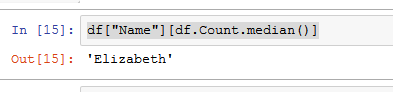 In [15]: df["Name"][df.Count.median()]
Out[15]: 'Elizabeth'